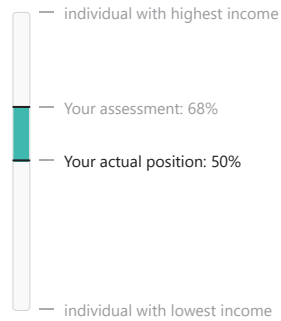 individual with highest income
Your assessment: 68%
Your actual position: 50%
individual with lowest income